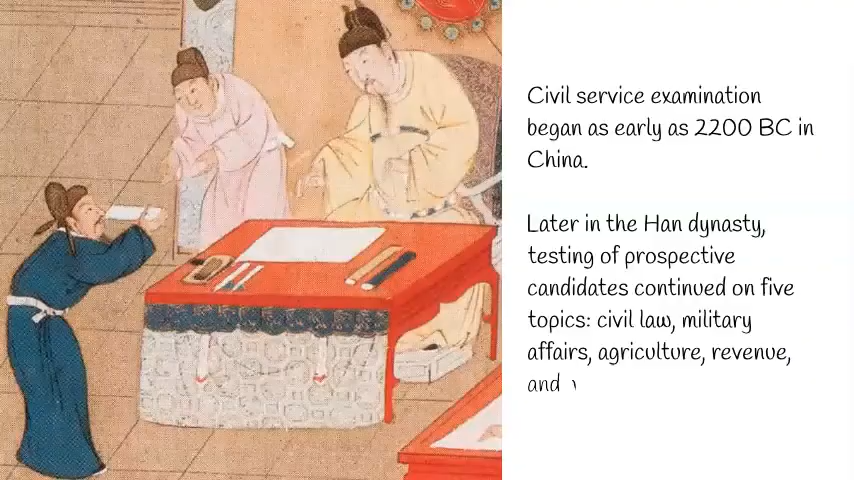 Civil service examination
began as early as 2200 BC in
China.
Later in the Han dynasty,
testing of prospective
candidates continued on five
topics: civil law, military
affairs, agriculture, revenue,
and